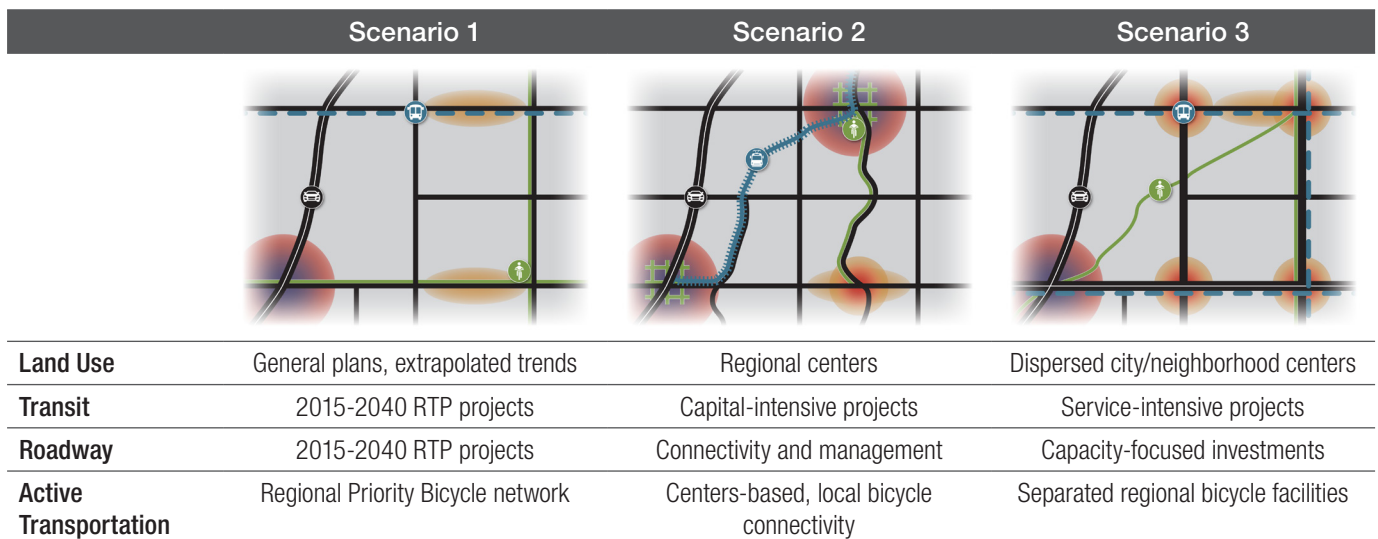 Scenario 1 Scenario 2 Scenario 3
Land Use General plans, extrapolated trends Regional centers Dispersed city/neighborhood centers
Transit 2015-2040 RTP projects Capital-intensive projects Service-intensive projects
Roadway 2015-2040 RTP projects Connectivity and management Capacity-focused investments
Active Regional Priority Bicycle network Centers-based, local bicycle Separated regional bicycle facilities
Transportation connectivity